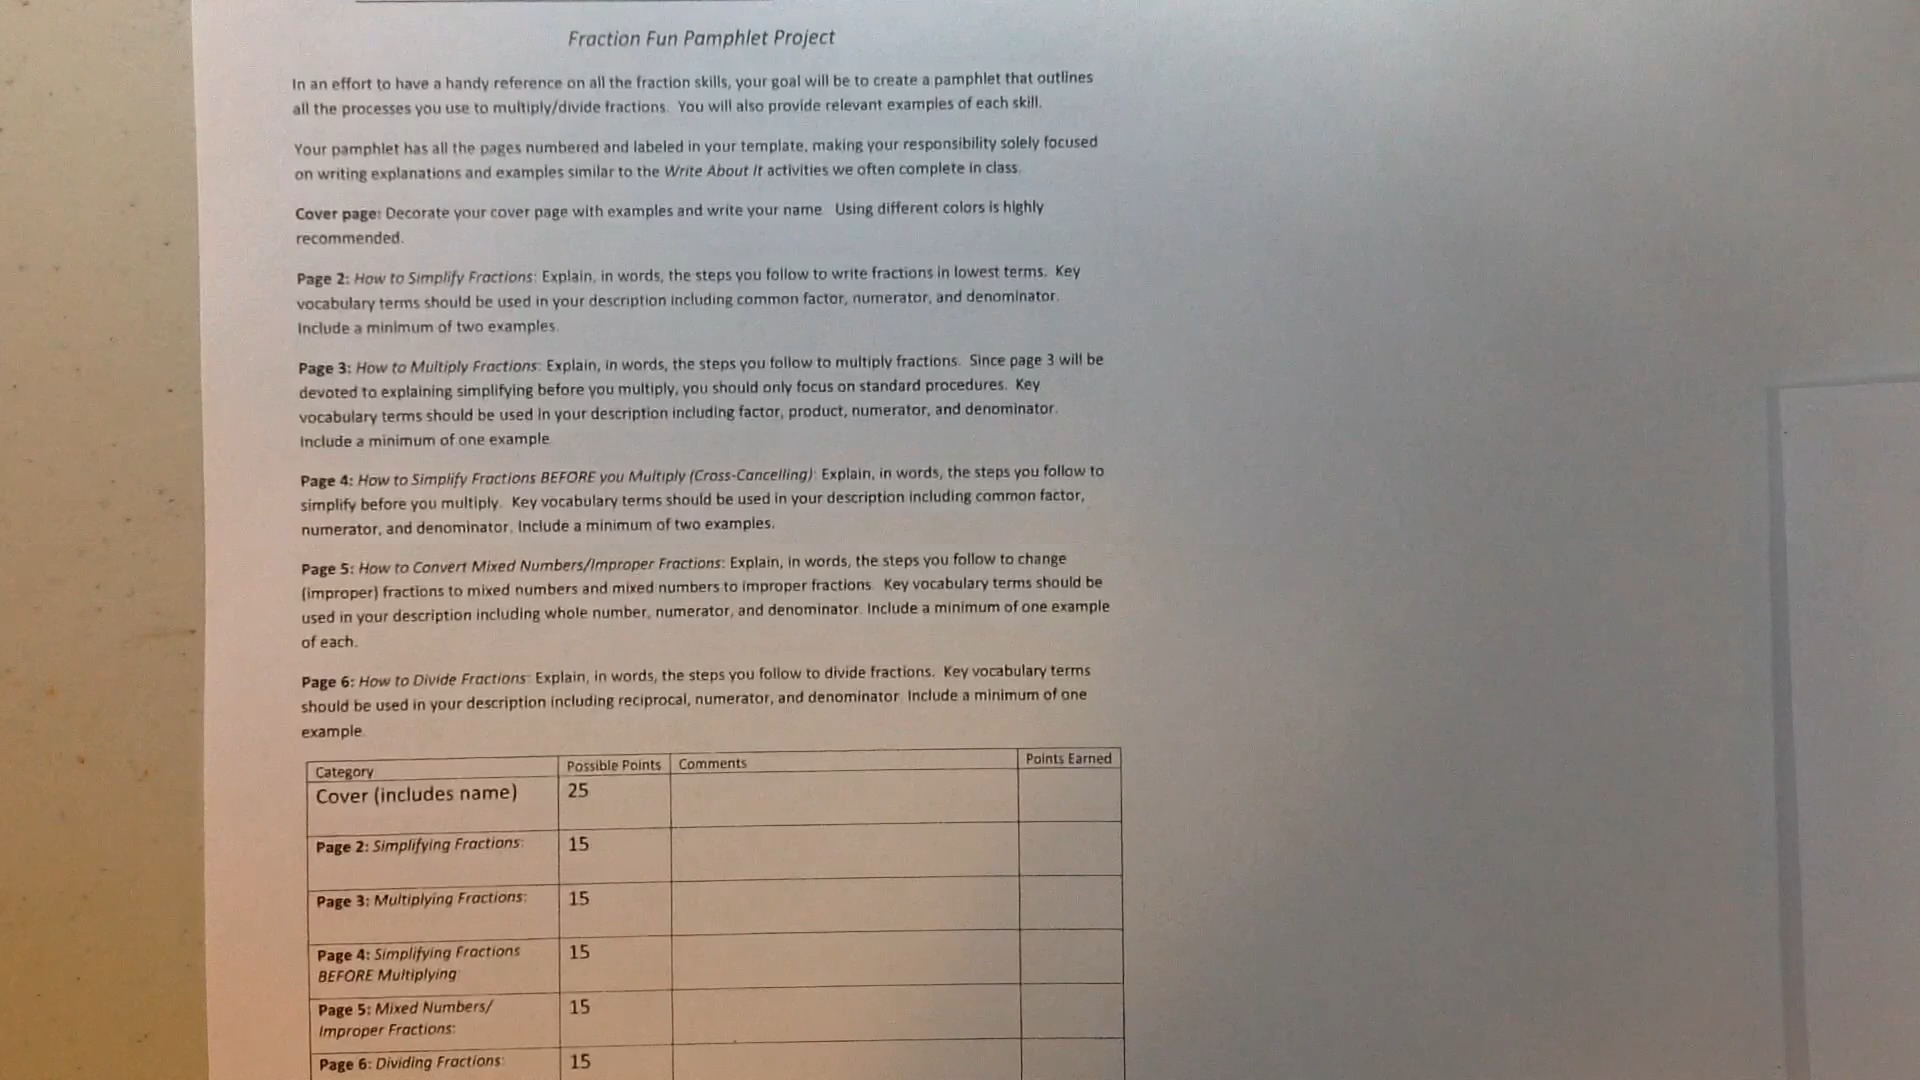 Fraction Fun Pamphlet Project
In an effort to have a handy reference on all the fraction skills, your goal will be to create a pamphlet that outlines
all the processes you use to multiply/divide fractions. You will also provide relevant examples of each skill.
Your pamphlet has all the pages numbered and labeled in your template, making your responsibility solely focused
on writing explanations and examples similar to the Write About It activities we often complete in class.
Cover page: Decorate your cover page with examples and write your name. Using different colors is highly
recommended.
Page 2: How to Simplify Fractions: Explain, in words, the steps you follow to write fractions in lowest terms. Key
vocabulary terms should be used in your description including common factor, numerator, and denominator.
Include a minimum of two examples.
Page 3: How to Multiply Fractions: Explain, in words, the steps you follow to multiply fractions. Since page 3 will be
devoted to explaining simplifying before you multiply, you should only focus on standard procedures. Key
vocabulary terms should be used in your description including factor, product, numerator, and denominator.
Include a minimum of one example.
Page 4: How to Simplify Fractions BEFORE you Multiply (Cross-Cancelling): Explain, in words, the steps you follow to
simplify before you multiply. Key vocabulary terms should be used in your description including common factor,
numerator, and denominator. Include a minimum of two examples.
Page 5: How to Convert Mixed Numbers/Improper Fractions: Explain, in words, the steps you follow to change
(improper) fractions to mixed numbers and mixed numbers to improper fractions. Key vocabulary terms should be
used in your description including whole number, numerator, and denominator. Include a minimum of one example
of each.
Page 6: How to Divide Fractions: Explain, in words, the steps you follow to divide fractions. Key vocabulary terms
should be used in your description including reciprocal, numerator, and denominator. Include a minimum of one
example.
Category Possible Points Comments Points Earned
Cover (includes name) 25
Page 2: Simplifying Fractions: 15
Page 3: Multiplying Fractions: 15
Page 4: Simplifying Fractions 15
BEFORE Multiplying:
Page 5: Mixed Numbers/ 15
Improper Fractions:
Page 6: Dividing Fractions: 15